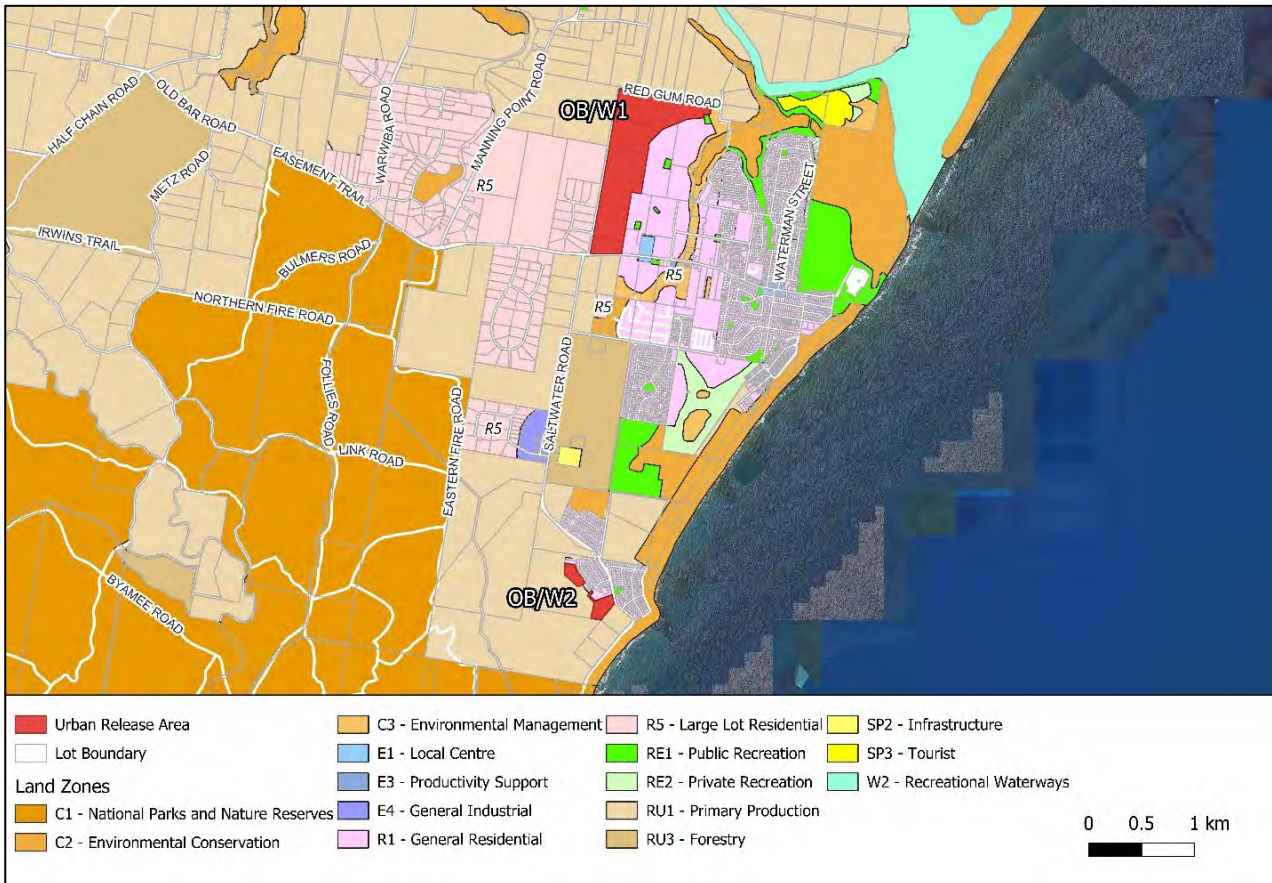 RED GUM ROAD
OB/W1
HALF CHAIN ROAD
OLD BAR ROAD
WARWIBA ROAD
MANNING POINT ROAD
METZ ROAD
EASEMENT TRAIL
R5
WATERMAN STREET
IRWINS TRAIL
BULMERS ROAD
R5
NORTHERN FIRE ROAD
R5
FOLLIES ROAD
SALTWATER ROAD
EASTERN FIRE ROAD
R5
LINK ROAD
BYAMEE ROAD
OB/W2
Urban Release Area
Lot Boundary
Land Zones
C1 - National Parks and Nature Reserves
C2 - Environmental Conservation
C3 - Environmental Management
E1 - Local Centre
E3 - Productivity Support
E4 - General Industrial
R1 - General Residential
R5 - Large Lot Residential
RE1 - Public Recreation
RE2 - Private Recreation
RU1 - Primary Production
RU3 - Forestry
SP2 - Infrastructure
SP3 - Tourist
W2 - Recreational Waterways
0 0.5 1 km